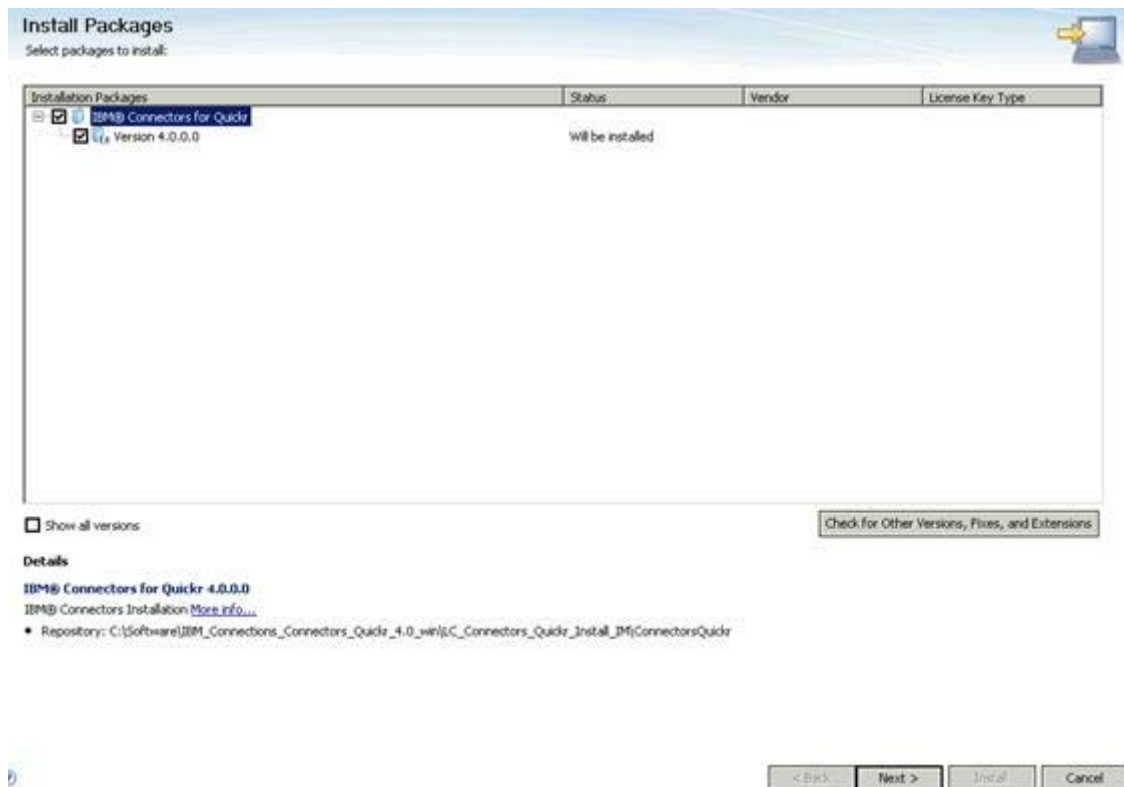 Install Packages
Select packages to install:
Installation Packages Status Vendor License Key Type
IBM® Connectors for Quickr
Version 4.0.0.0 Will be installed
Show all versions Check for Other Versions, Fixes, and Extensions
Details
IBM® Connectors for Quickr 4.0.0.0
IBM® Connectors Installation More info...
• Repository: C:\Software\IBM_Connections_Connectors_Quickr_4.0_win\LC_Connectors_Quickr_Install_IM\ConnectorsQuickr
< Back Next > Install Cancel